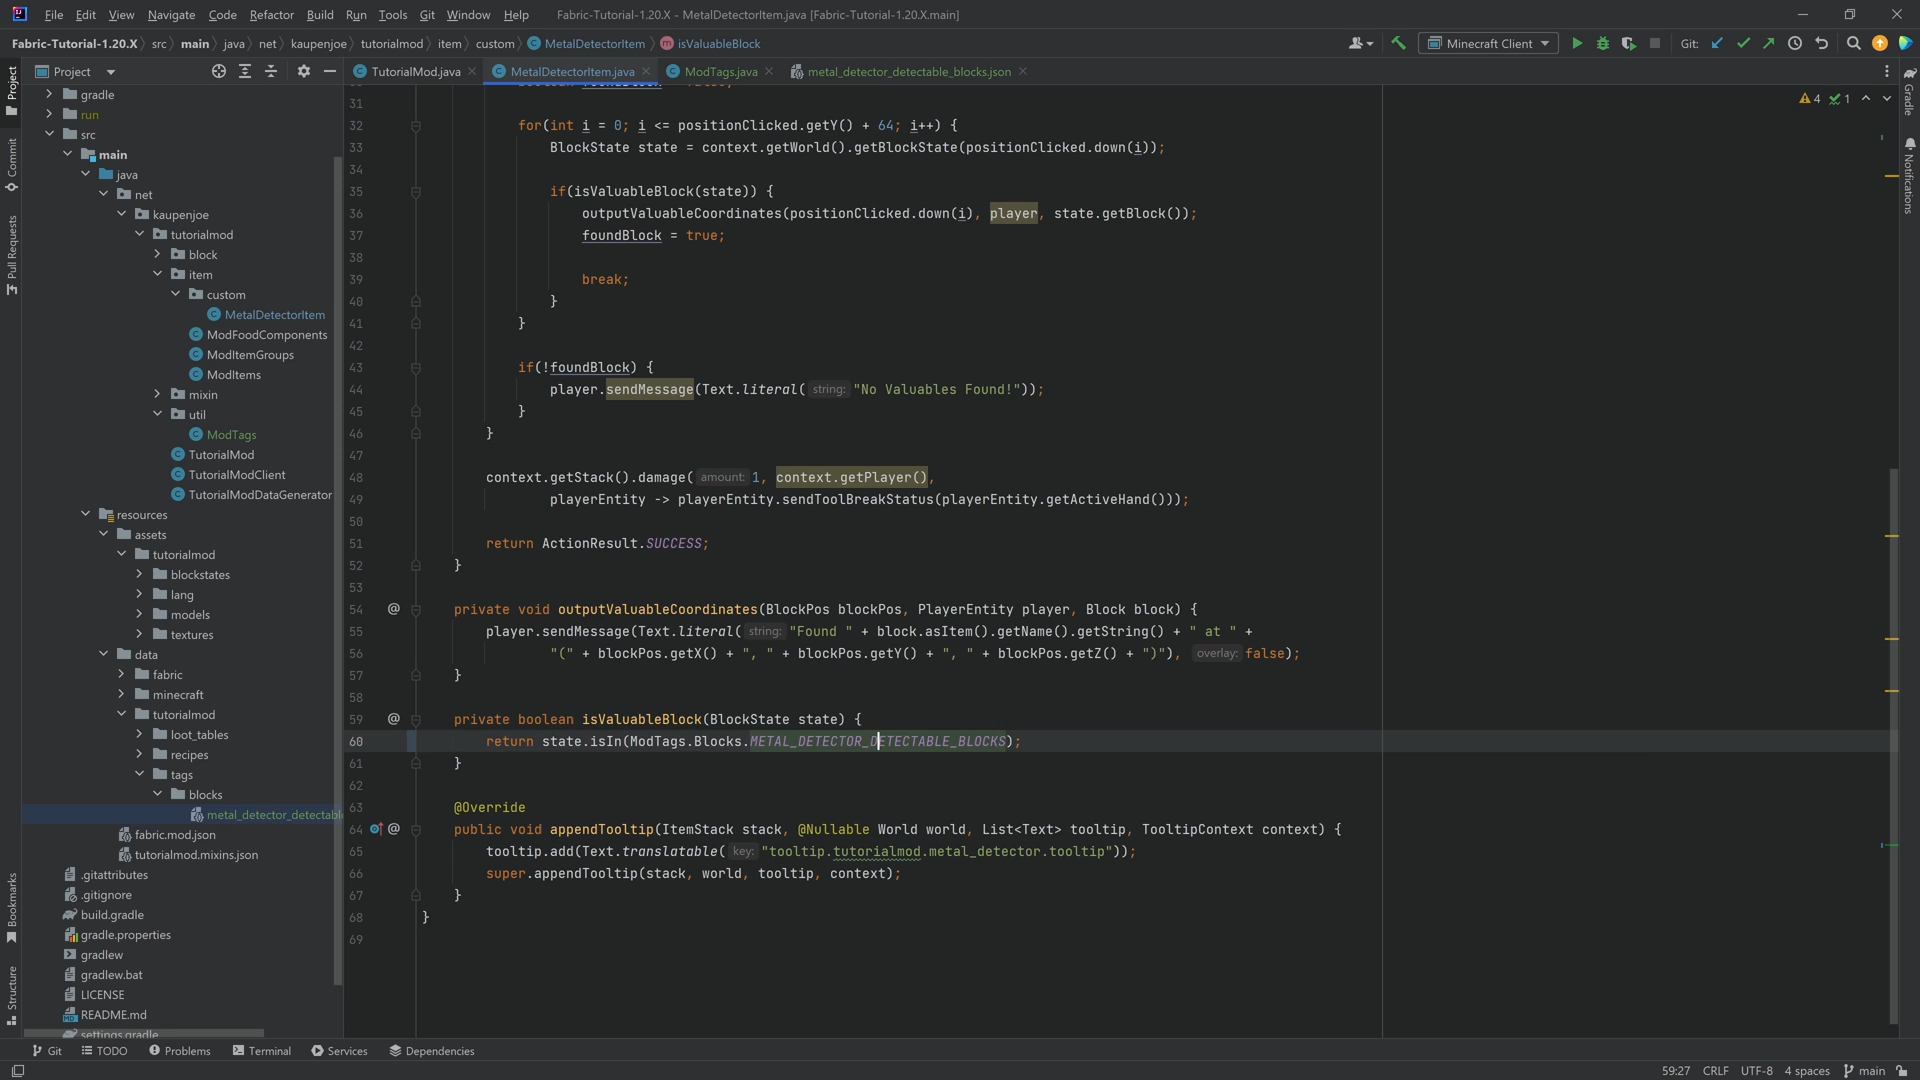 File Edit View Navigate Code Refactor Build Run Tools Git Window Help Fabric-Tutorial-1.20.X - MetalDetectorItem.java [Fabric-Tutorial-1.20.X.main]
Fabric-Tutorial-1.20.X src main java net kaupenjoe tutorialmod item custom MetalDetectorItem isValuableBlock Minecraft Client Git:
Project TutorialMod.java MetalDetectorItem.java ModTags.java metal_detector_detectable_blocks.json
Project
Commit
Pull Requests
Bookmarks
Structure
Gradle
Notifications
4 1
gradle
run
src
main
java
net
kaupenjoe
tutorialmod
block
item
custom
MetalDetectorItem
ModFoodComponents
ModItemGroups
ModItems
mixin
util
ModTags
TutorialMod
TutorialModClient
TutorialModDataGenerator
resources
assets
tutorialmod
blockstates
lang
models
textures
data
fabric
minecraft
tutorialmod
loot_tables
recipes
tags
blocks
metal_detector_detectabl
fabric.mod.json
tutorialmod.mixins.json
.gitattributes
.gitignore
build.gradle
gradle.properties
gradlew
gradlew.bat
LICENSE
README.md
settings.gradle
31
32 for(int i = 0; i <= positionClicked.getY() + 64; i++) {
33 BlockState state = context.getWorld().getBlockState(positionClicked.down(i));
34
35 if(isValuableBlock(state)) {
36 outputValuableCoordinates(positionClicked.down(i), player, state.getBlock());
37 foundBlock = true;
38
39 break;
40 }
41 }
42
43 if(!foundBlock) {
44 player.sendMessage(Text.literal( string: "No Valuables Found!"));
45 }
46 }
47
48 context.getStack().damage( amount: 1, context.getPlayer(),
49 playerEntity -> playerEntity.sendToolBreakStatus(playerEntity.getActiveHand()));
50
51 return ActionResult.SUCCESS;
52 }
53
54 @ private void outputValuableCoordinates(BlockPos blockPos, PlayerEntity player, Block block) {
55 player.sendMessage(Text.literal( string: "Found " + block.asItem().getName().getString() + " at " +
56 "(" + blockPos.getX() + ", " + blockPos.getY() + ", " + blockPos.getZ() + ")"), overlay: false);
57 }
58
59 @ private boolean isValuableBlock(BlockState state) {
60 return state.isIn(ModTags.Blocks.METAL_DETECTOR_DETECTABLE_BLOCKS);
61 }
62
63 @Override
64 @ public void appendTooltip(ItemStack stack, @Nullable World world, List<Text> tooltip, TooltipContext context) {
65 tooltip.add(Text.translatable( key: "tooltip.tutorialmod.metal_detector.tooltip"));
66 super.appendTooltip(stack, world, tooltip, context);
67 }
68 }
69
Git TODO Problems Terminal Services Dependencies
59:27 CRLF UTF-8 4 spaces main